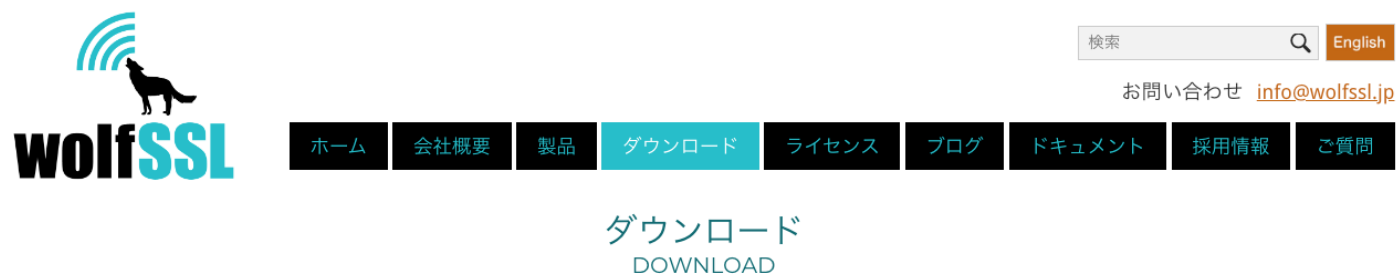 wolfSSL
検索
English
お問い合わせ info@wolfssl.jp
ホーム 会社概要 製品 ダウンロード ライセンス ブログ ドキュメント 採用情報 ご質問
ダウンロード
DOWNLOAD